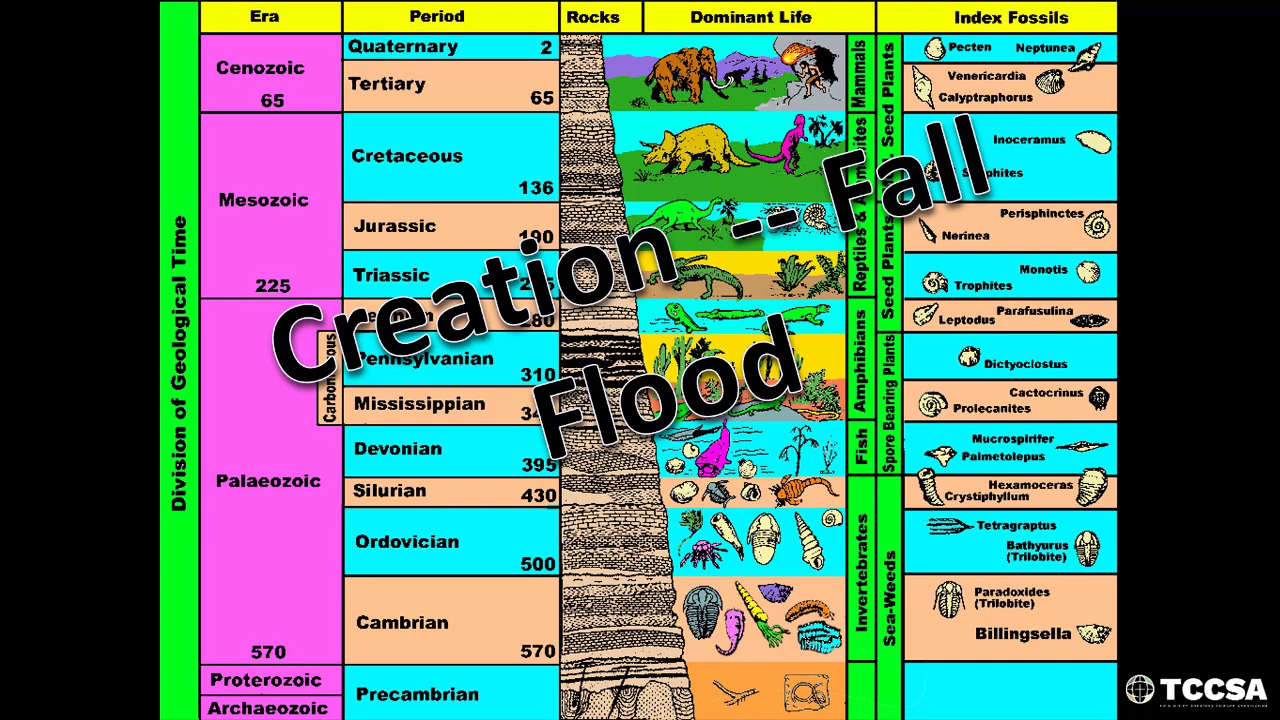 Era Period Rocks Dominant Life Index Fossils
Division of Geological Time
Cenozoic
65
Mesozoic
225
Palaeozoic
570
Proterozoic
Archaeozoic
Quaternary 2
Tertiary 65
Cretaceous
136
Jurassic
190
Triassic
280
Pennsylvanian
310
Mississippian
Devonian
395
Silurian 430
Ordovician
500
Cambrian
570
Precambrian
Mammals
Reptiles &
Amphibians
Fish
Invertebrates
Seed Plants
Seed Plants
Spore Bearing Plants
Sea-Weeds
Pecten Neptunea
Venericardia
Calyptraphorus
Inoceramus
Perisphinctes
Nerinea
Monotis
Trophites
Parafusulina
Leptodus
Dictyoclostus
Cactocrinus
Prolecanites
Mucrospirifer
Palmetolepus
Hexamoceras
Crystiphyllum
Tetragraptus
Bathyurus
(Trilobite)
Paradoxides
(Trilobite)
Billingsella
Creation -- Fall
Flood
TCCSA